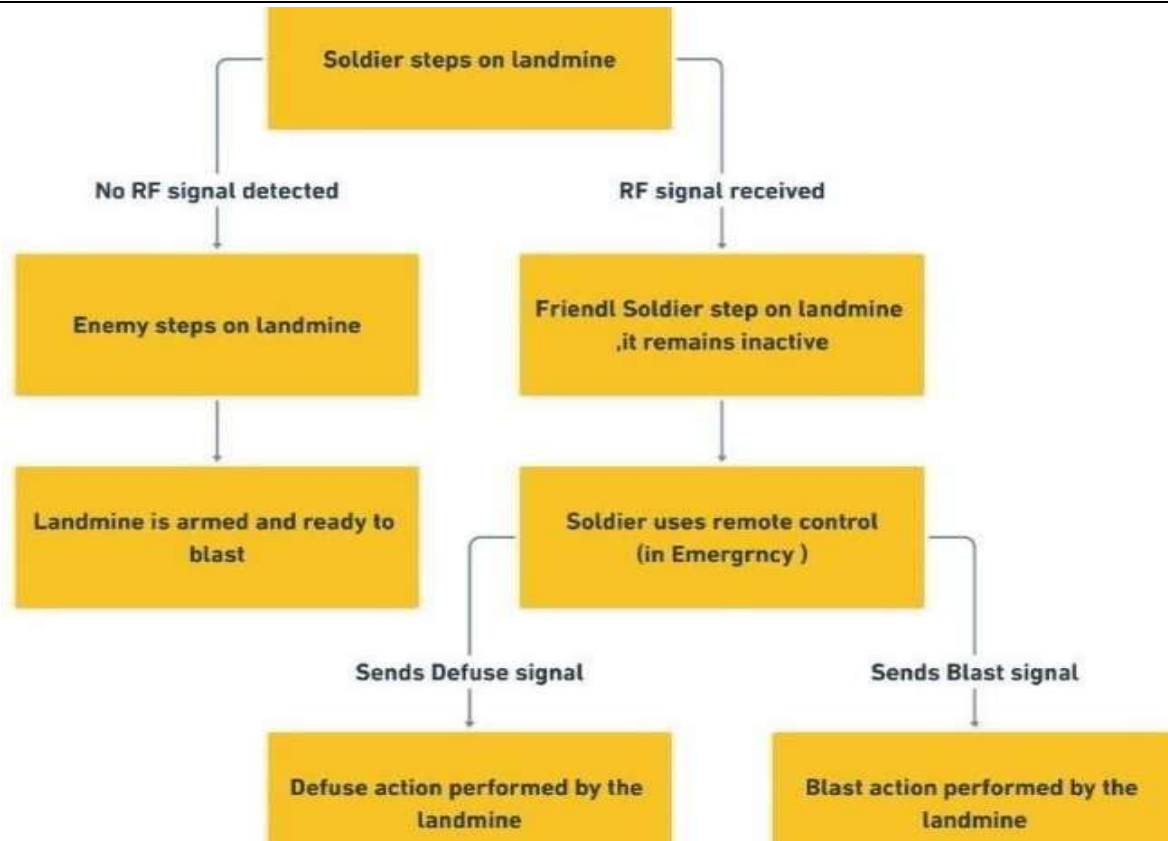 Soldier steps on landmine
No RF signal detected
RF signal received
Enemy steps on landmine
Friendl Soldier step on landmine
,it remains inactive
Landmine is armed and ready to
blast
Soldier uses remote control
(in Emergrncy )
Sends Defuse signal
Sends Blast signal
Defuse action performed by the
landmine
Blast action performed by the
landmine